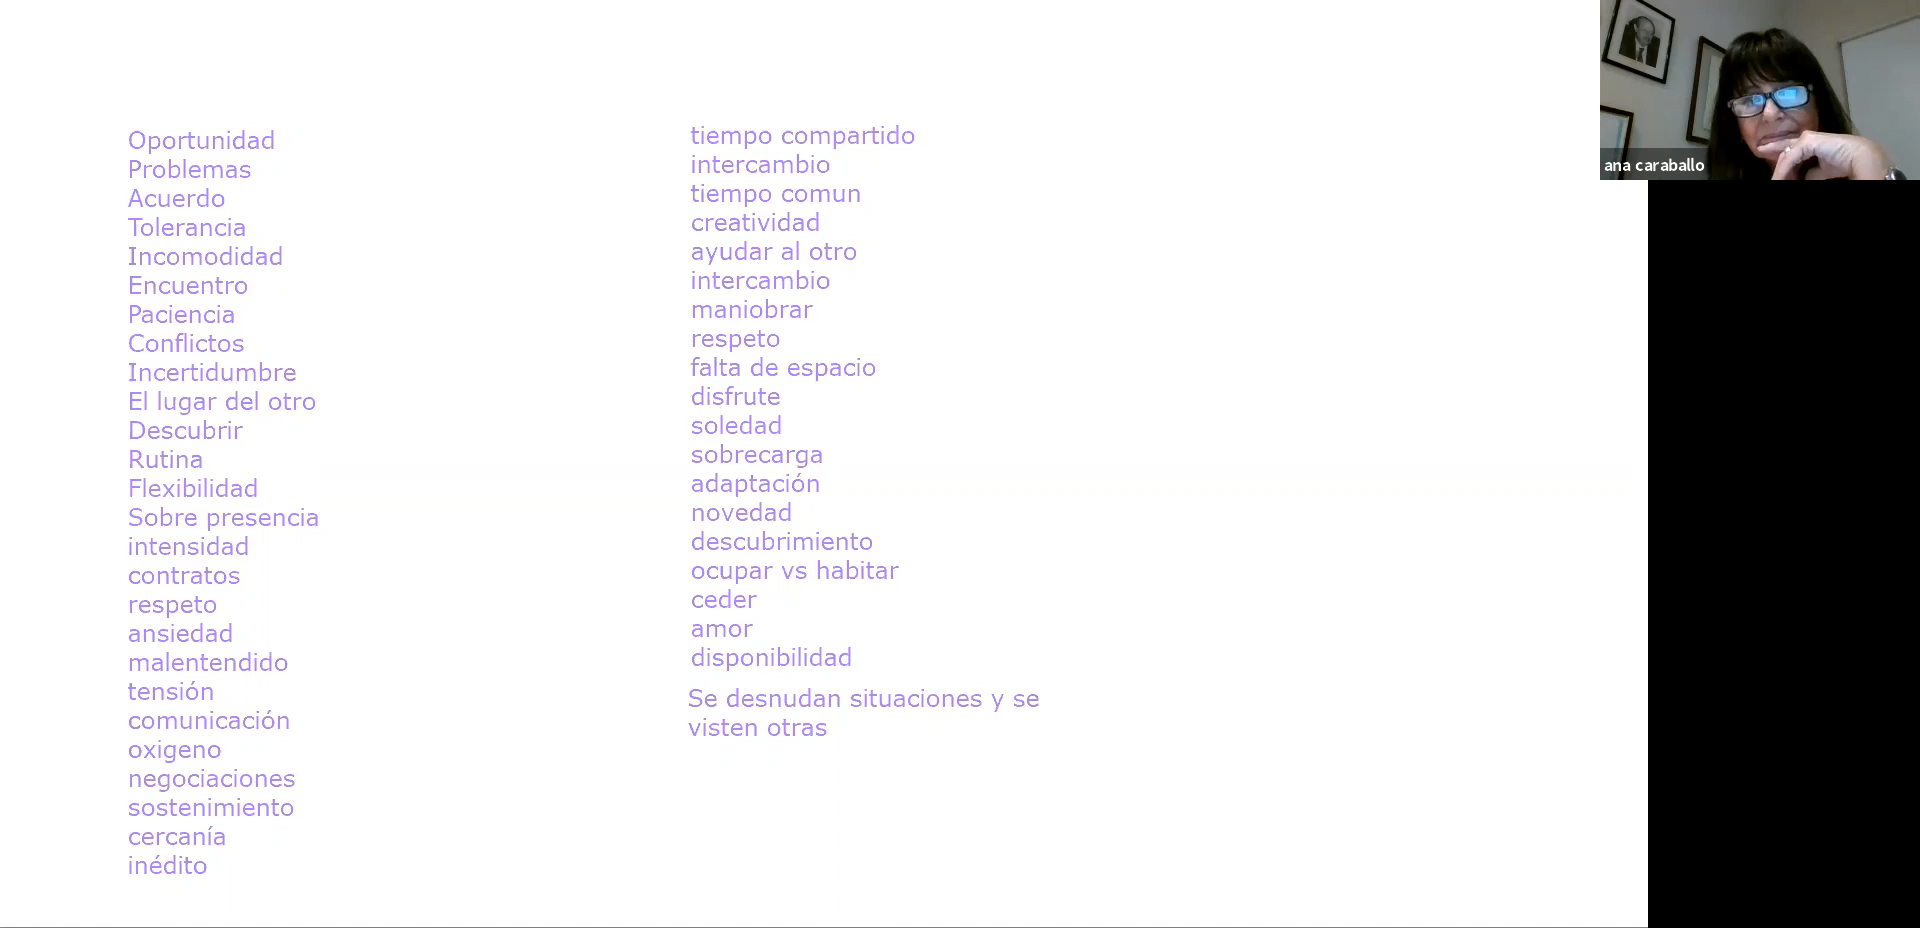 Oportunidad
Problemas
Acuerdo
Tolerancia
Incomodidad
Encuentro
Paciencia
Conflictos
Incertidumbre
El lugar del otro
Descubrir
Rutina
Flexibilidad
Sobre presencia
intensidad
contratos
respeto
ansiedad
malentendido
tensión
comunicación
oxigeno
negociaciones
sostenimiento
cercanía
inédito
tiempo compartido
intercambio
tiempo comun
creatividad
ayudar al otro
intercambio
maniobrar
respeto
falta de espacio
disfrute
soledad
sobrecarga
adaptación
novedad
descubrimiento
ocupar vs habitar
ceder
amor
disponibilidad
Se desnudan situaciones y se
visten otras
ana caraballo